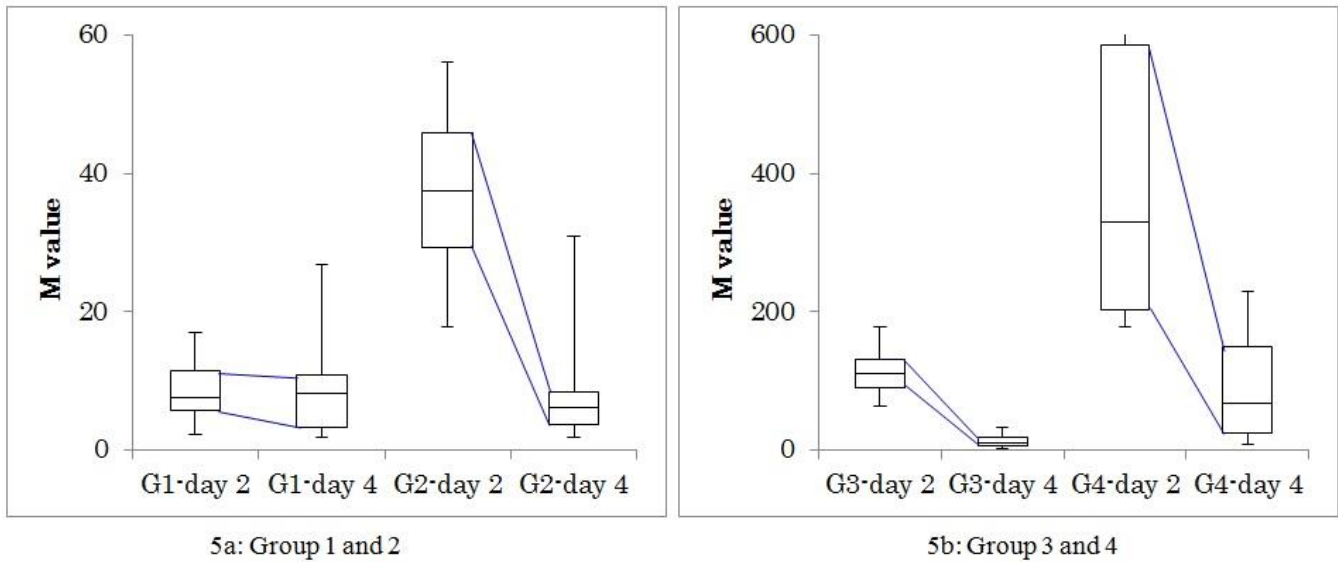 60
40
20
0
M value
G1-day 2 G1-day 4 G2-day 2 G2-day 4
5a: Group 1 and 2
600
400
200
0
M value
G3-day 2 G3-day 4 G4-day 2 G4-day 4
5b: Group 3 and 4